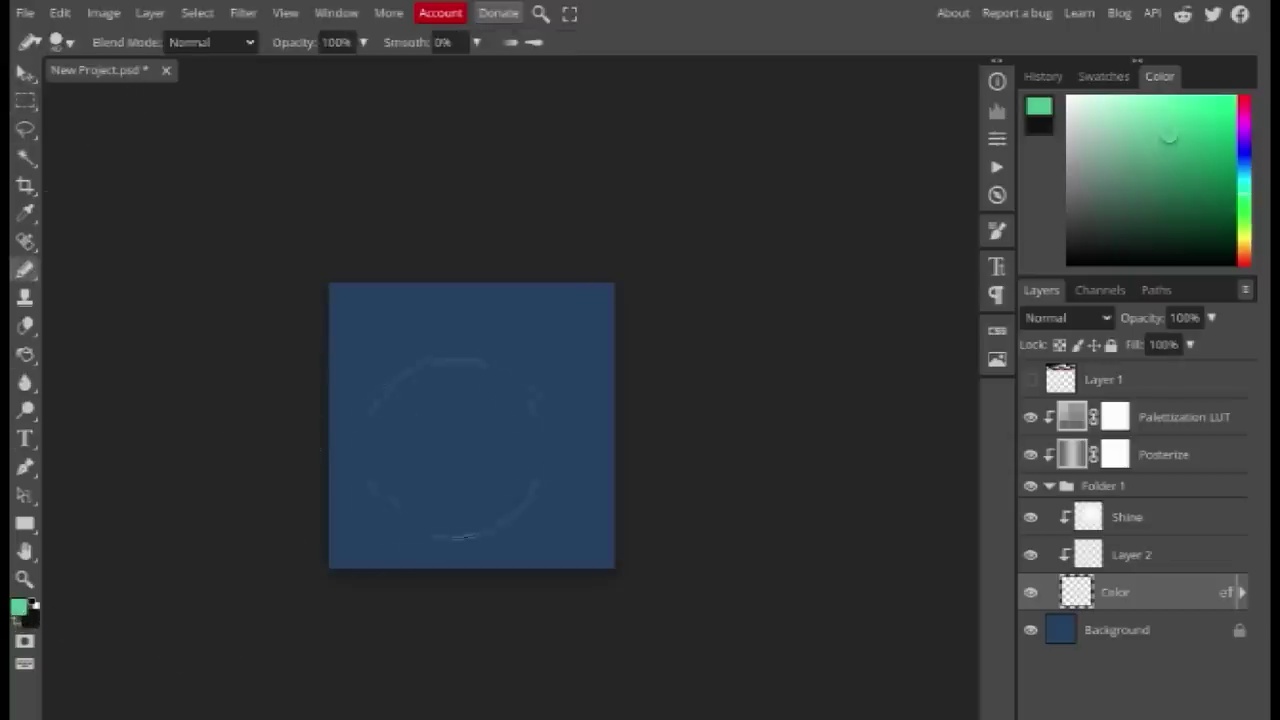 File Edit Image Layer Select Filter View Window More Account Donate About Report a bug Learn Blog API
Blend Mode: Normal Opacity: 100% Smooth: 0%
New Project.psd *
History Swatches Color
Layers Channels Paths
Normal Opacity: 100%
Lock: Fill: 100%
Layer 1
Palettization LUT
Posterize
Folder 1
Shine
Layer 2
Color eff
Background